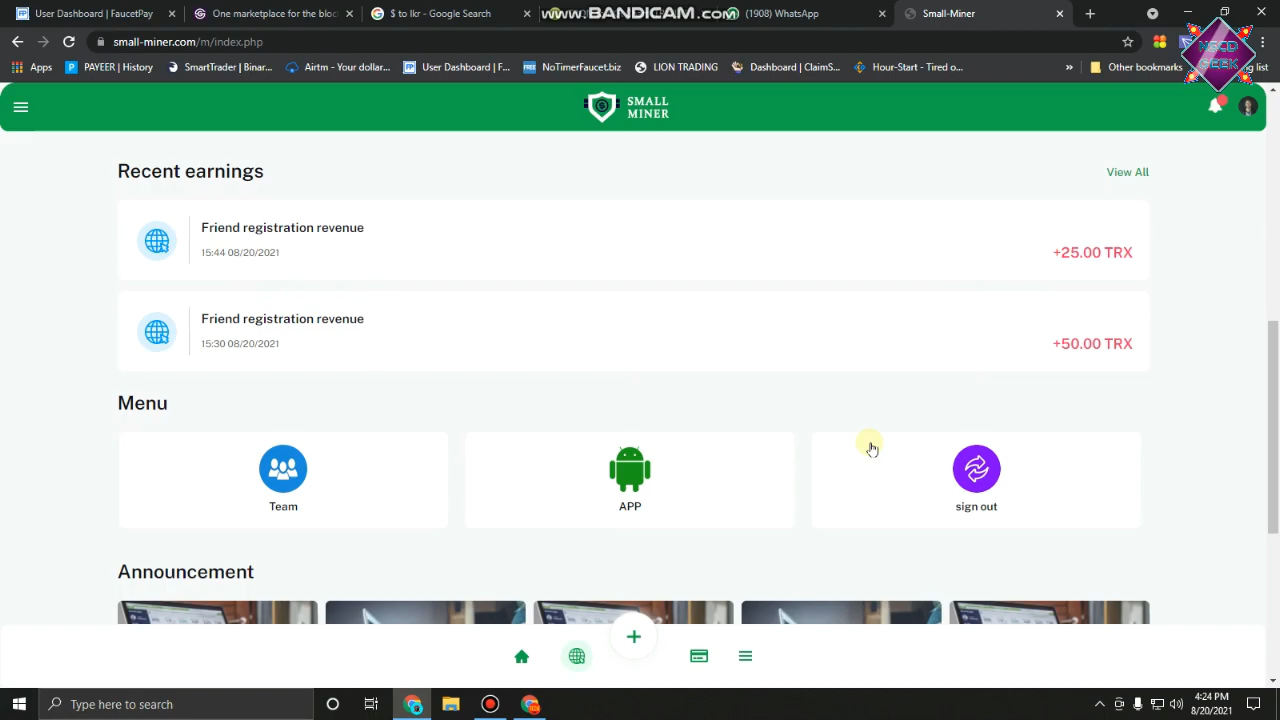 User Dashboard | FacePay
Onogame on the bloc
$ to lkr - Google Search
www.BANDICAM.com
(1908) WhatsApp
Small-Miner
small-miner.com/m/index.php
Apps
PAYEER | History
SmartTrader | Binar...
Airtm - Your dollar...
User Dashboard | F...
NoTimerFaucet.biz
LION TRADING
Dashboard | ClaimS...
Hour-Start - Tired o...
Other bookmarks
SMALL
MINER
Recent earnings
View All
Friend registration revenue
15:44 08/20/2021
+25.00 TRX
Friend registration revenue
15:30 08/20/2021
+50.00 TRX
Menu
Team
APP
sign out
Announcement
Type here to search
4:24 PM
8/20/2021